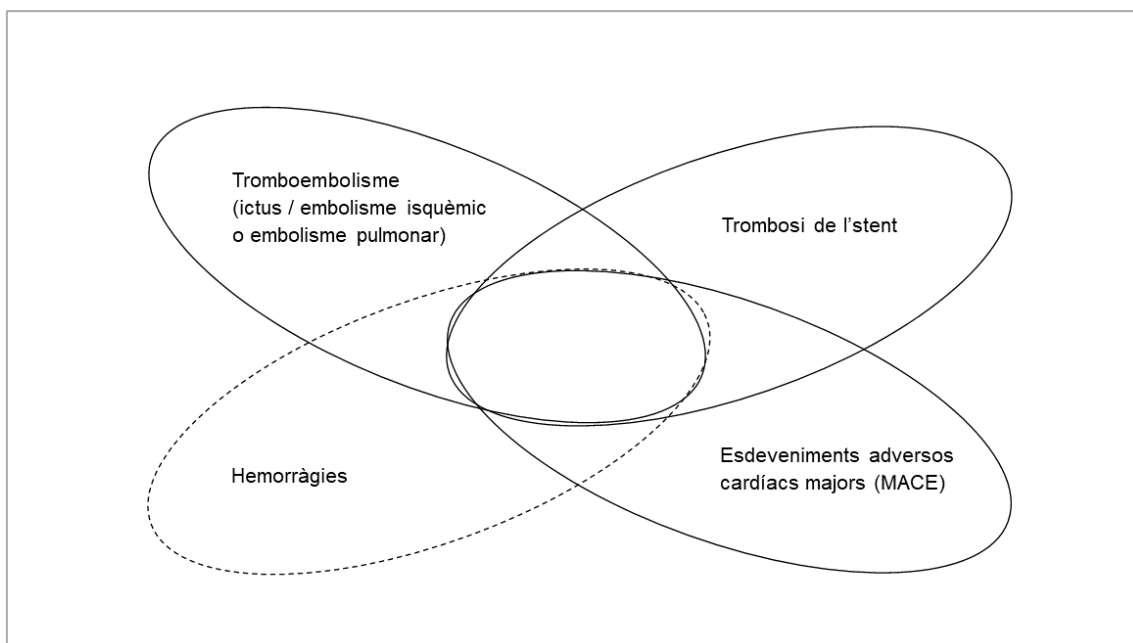 Tromboembolisme
(ictus / embolisme isquèmic
o embolisme pulmonar)
Trombosi de l’stent
Hemorràgies
Esdeveniments adversos
cardíacs majors (MACE)